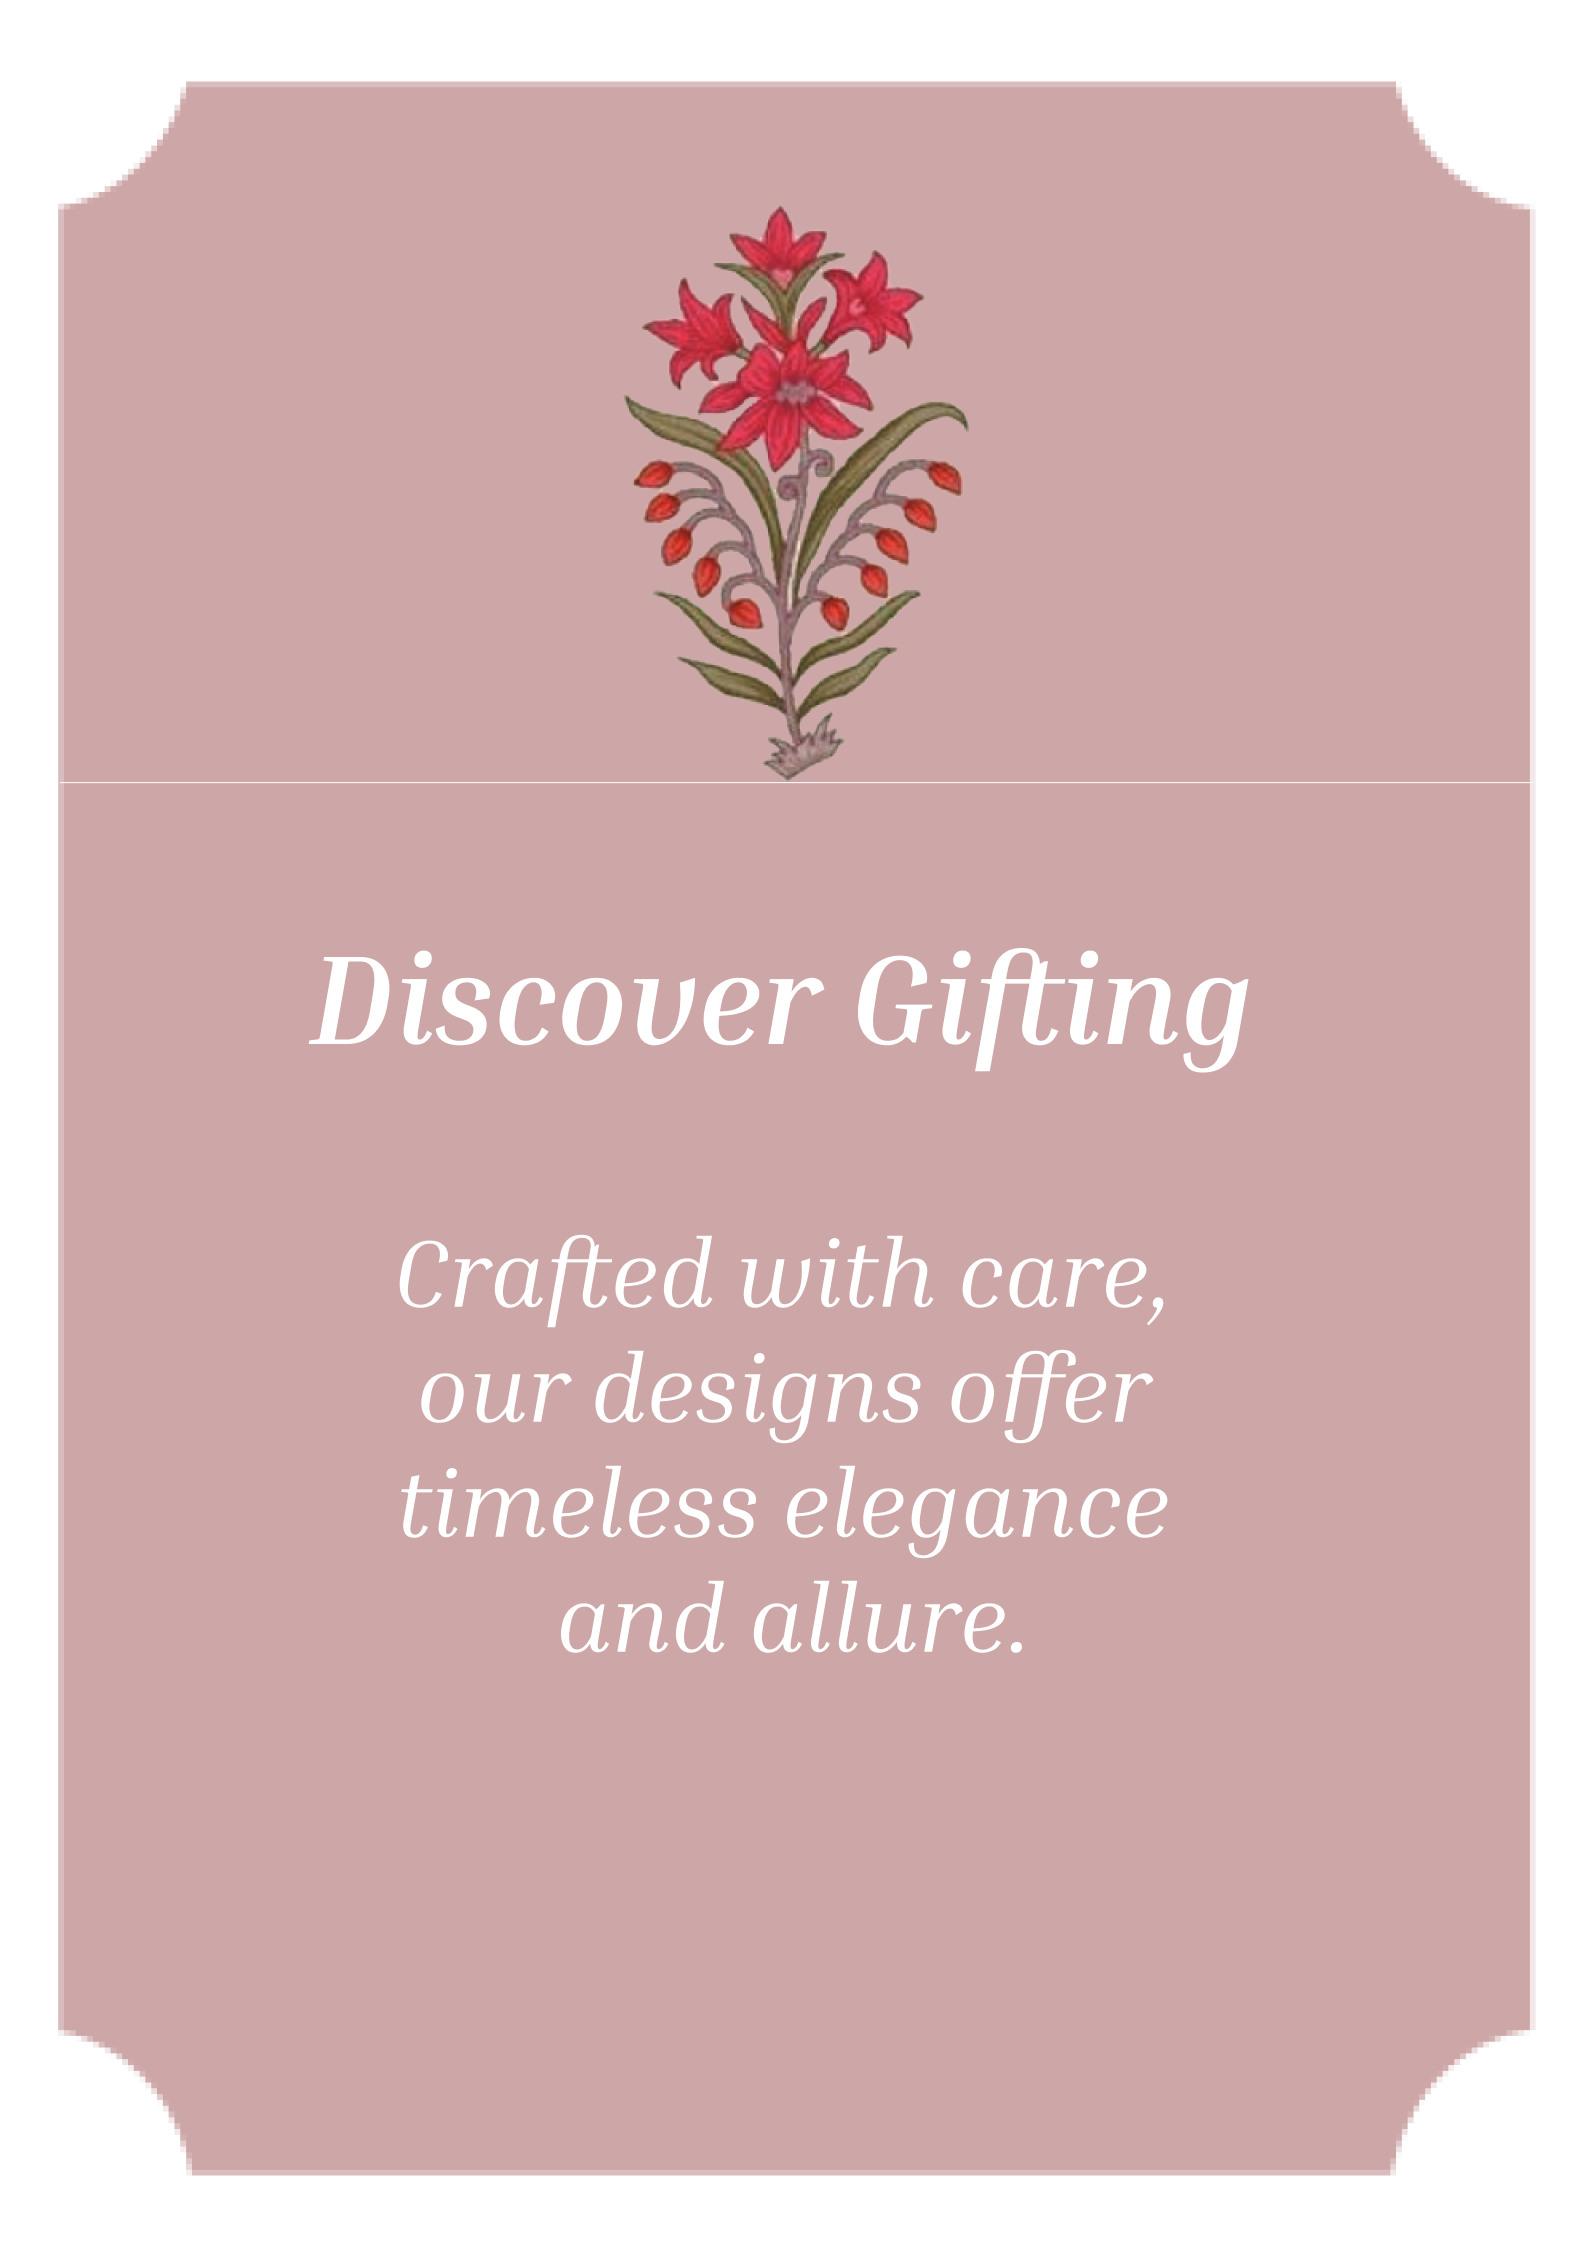 Discover Gifting
Crafted with care,
our designs offer
timeless elegance
and allure.